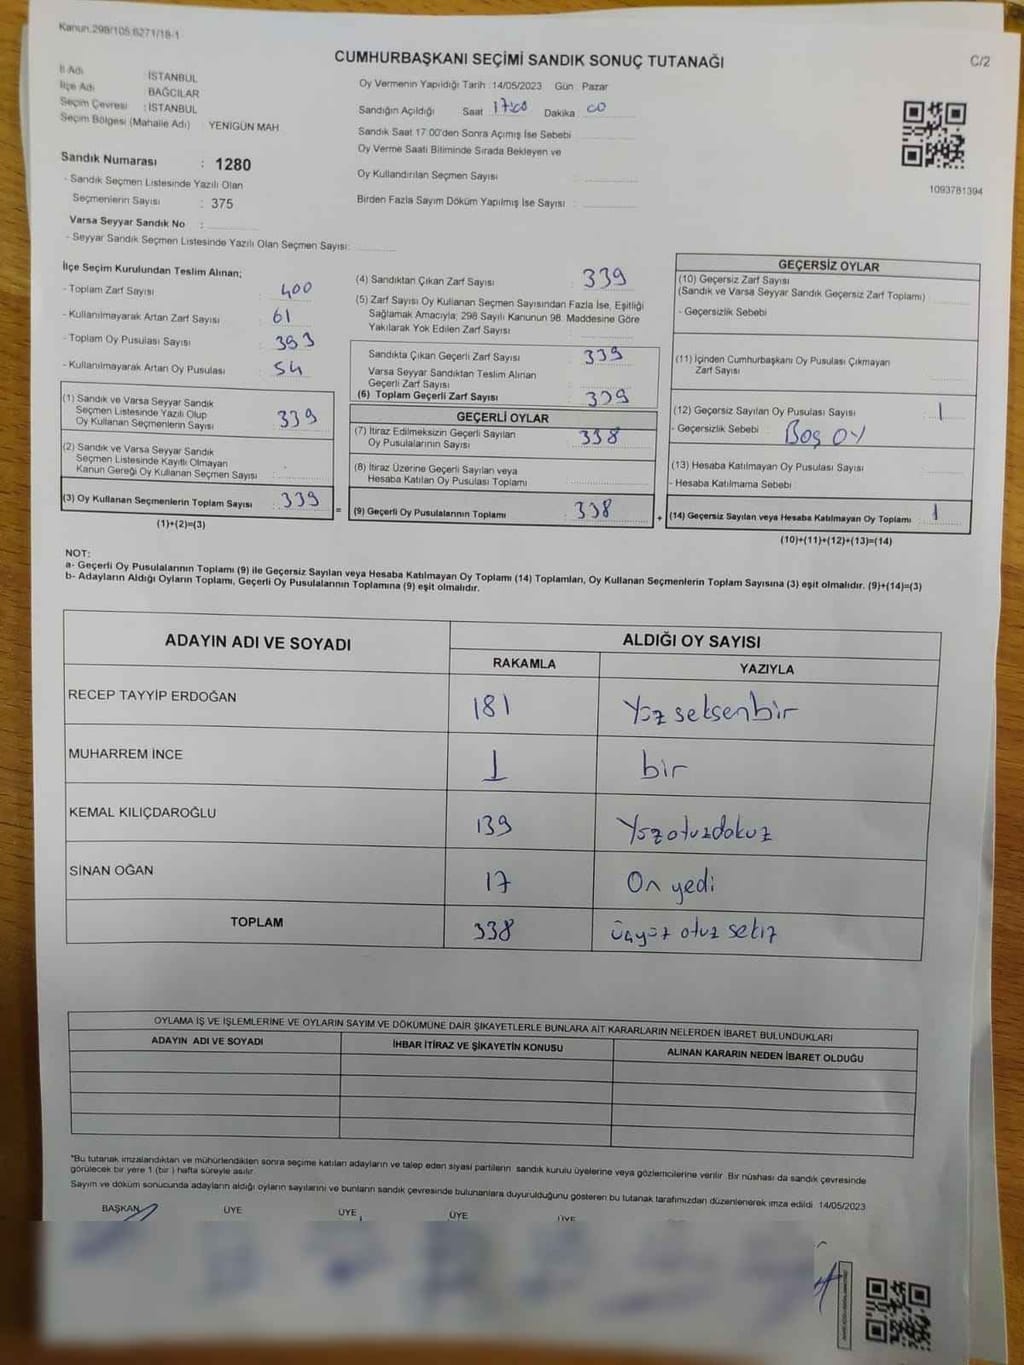 Kanun.298/105.6271/18-1
CUMHURBAŞKANI SEÇİMİ SANDIK SONUÇ TUTANAĞI
C/2
İl Adı : İSTANBUL
İlçe Adı BAĞCILAR
Seçim Çevresi : İSTANBUL
Seçim Bölgesi (Mahalle Adı) YENİGÜN MAH
Oy Vermenin Yapıldığı Tarih :14/05/2023 Gün Pazar
Sandığın Açıldığı Saat 17:00 Dakika 00
Sandık Saat 17:00'den Sonra Açımış İse Sebebi
Oy Verme Saati Bitiminde Sırada Bekleyen ve
Oy Kullandırılan Seçmen Sayısı :
Birden Fazla Sayım Döküm Yapılmış İse Sayısı :
1093781394
Sandık Numarası : 1280
- Sandık Seçmen Listesinde Yazılı Olan
Seçmenlerin Sayısı : 375
Varsa Seyyar Sandık No :
- Seyyar Sandık Seçmen Listesinde Yazılı Olan Seçmen Sayısı:
İlçe Seçim Kurulundan Teslim Alınan;
- Toplam Zarf Sayısı : 400
- Kullanılmayarak Artan Zarf Sayısı : 61
- Toplam Oy Pusulası Sayısı : 393
- Kullanılmayarak Artan Oy Pusulası : 54
(1) Sandık ve Varsa Seyyar Sandık
Seçmen Listesinde Yazılı Olup
Oy Kullanan Seçmenlerin Sayısı : 339
(2) Sandık ve Varsa Seyyar Sandık
Seçmen Listesinde Kayıtlı Olmayan
Kanun Gereği Oy Kullanan Seçmen Sayısı :
(3) Oy Kullanan Seçmenlerin Toplam Sayısı : 339
(1)+(2)=(3)
=
(4) Sandıktan Çıkan Zarf Sayısı : 339
(5) Zarf Sayısı Oy Kullanan Seçmen Sayısından Fazla İse, Eşitliği
Sağlamak Amacıyla; 298 Sayılı Kanunun 98. Maddesine Göre
Yakılarak Yok Edilen Zarf Sayısı :
Sandıkta Çıkan Geçerli Zarf Sayısı : 339
Varsa Seyyar Sandıktan Teslim Alınan
Geçerli Zarf Sayısı :
(6) Toplam Geçerli Zarf Sayısı : 339
GEÇERLİ OYLAR
(7) İtiraz Edilmeksizin Geçerli Sayılan
Oy Pusulalarının Sayısı : 338
(8) İtiraz Üzerine Geçerli Sayılan veya
Hesaba Katılan Oy Pusulası Toplamı :
(9) Geçerli Oy Pusulalarının Toplamı : 338
+
GEÇERSİZ OYLAR
(10) Geçersiz Zarf Sayısı
(Sandık ve Varsa Seyyar Sandık Geçersiz Zarf Toplamı) :
- Geçersizlik Sebebi :
(11) İçinden Cumhurbaşkanı Oy Pusulası Çıkmayan
Zarf Sayısı :
(12) Geçersiz Sayılan Oy Pusulası Sayısı : 1
- Geçersizlik Sebebi : Boş OY
(13) Hesaba Katılmayan Oy Pusulası Sayısı :
- Hesaba Katılmama Sebebi :
(14) Geçersiz Sayılan veya Hesaba Katılmayan Oy Toplamı : 1
(10)+(11)+(12)+(13)=(14)
NOT:
a- Geçerli Oy Pusulalarının Toplamı (9) ile Geçersiz Sayılan veya Hesaba Katılmayan Oy Toplamı (14) Toplamları, Oy Kullanan Seçmenlerin Toplam Sayısına (3) eşit olmalıdır. (9)+(14)=(3)
b- Adayların Aldığı Oyların Toplamı, Geçerli Oy Pusulalarının Toplamına (9) eşit olmalıdır.
ADAYIN ADI VE SOYADI ALDIĞI OY SAYISI
RAKAMLA YAZIYLA
RECEP TAYYİP ERDOĞAN 181 Yüz seksenbir
MUHARREM İNCE 1 bir
KEMAL KILIÇDAROĞLU 139 Yüzotuzdokuz
SİNAN OĞAN 17 On yedi
TOPLAM 338 üçyüz otuz sekiz
OYLAMA İŞ VE İŞLEMLERİNE VE OYLARIN SAYIM VE DÖKÜMÜNE DAİR ŞİKAYETLERLE BUNLARA AİT KARARLARIN NELERDEN İBARET BULUNDUKLARI
ADAYIN ADI VE SOYADI İHBAR İTİRAZ VE ŞİKAYETİN KONUSU ALINAN KARARIN NEDEN İBARET OLDUĞU
*Bu tutanak imzalandıktan ve mühürlendikten sonra seçime katılan adayların ve talep eden siyasi partilerin sandık kurulu üyelerine veya gözlemcilerine verilir. Bir nüshası da sandık çevresinde
görülecek bir yere 1 (bir ) hafta süreyle asılır.
Sayım ve döküm sonucunda adayların aldığı oyların sayılarını ve bunların sandık çevresinde bulunanlara duyurulduğunu gösteren bu tutanak tarafımızdan düzenlenerek imza edildi. 14/05/2023
BAŞKAN ÜYE ÜYE ÜYE ÜYE